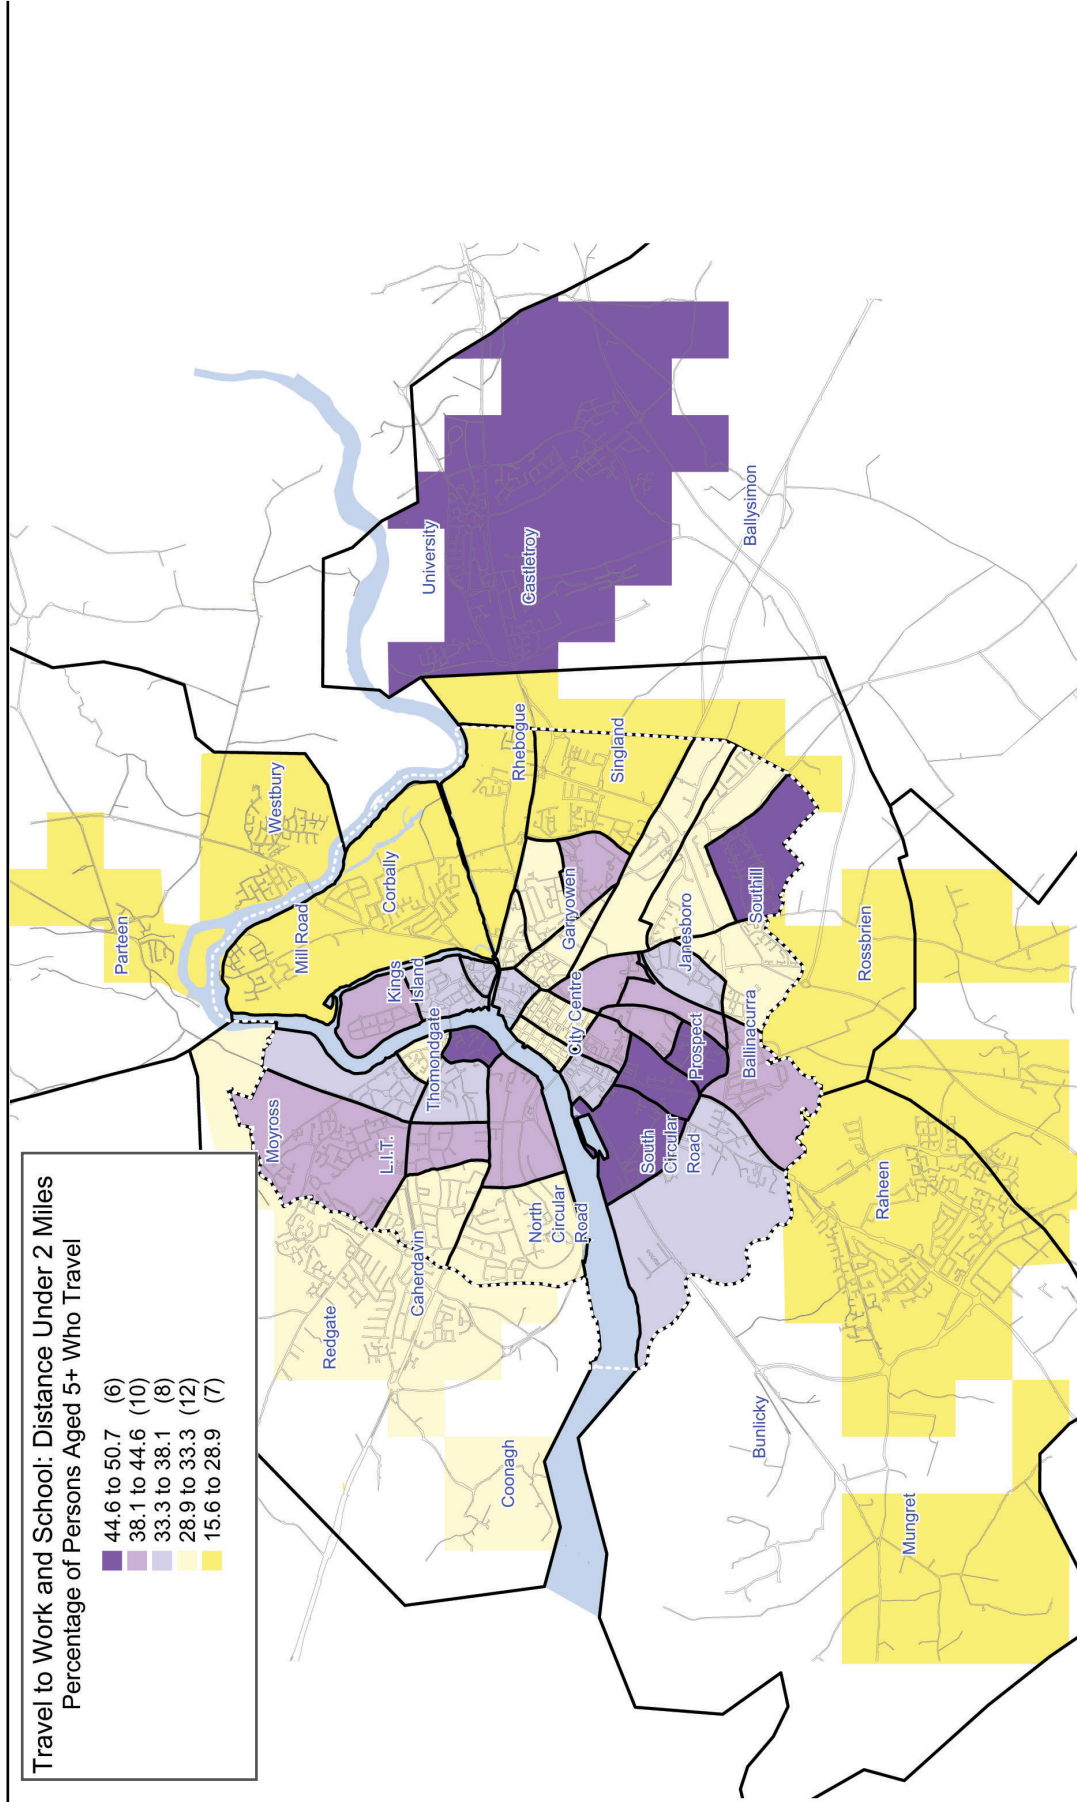 Travel to Work and School: Distance Under 2 Miles
Percentage of Persons Aged 5+ Who Travel
44.6 to 50.7 (6)
38.1 to 44.6 (10)
33.3 to 38.1 (8)
28.9 to 33.3 (12)
15.6 to 28.9 (7)
Parteen
Westbury
Mill Road
Corbally
Kings
Island
Moyross
Thomondgate
L.I.T.
Redgate
Caherdavin
University
Rhebogue
Castletroy
Coonagh
North
Circular
Road
City Centre
Garryowen
Singland
South
Circular
Road
Prospect
Janesboro
Ballinacurra
Southill
Ballysimon
Bunlicky
Raheen
Rossbrien
Mungret